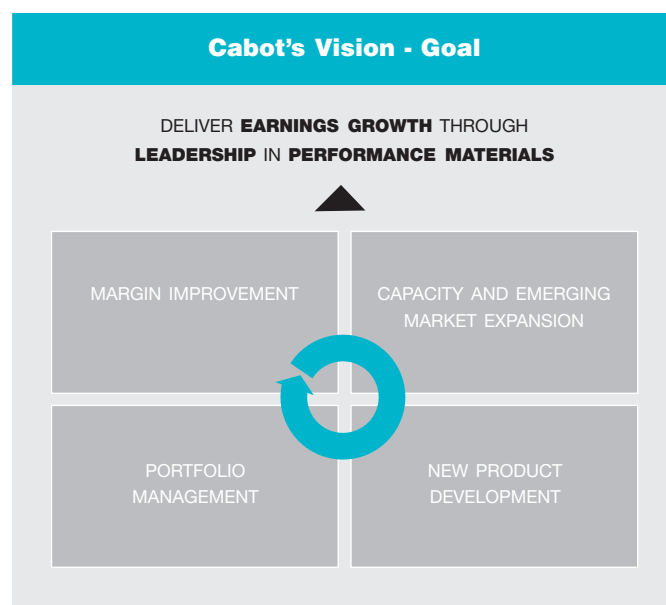 Cabot’s Vision - Goal
DELIVER EARNINGS GROWTH THROUGH
LEADERSHIP IN PERFORMANCE MATERIALS
MARGIN IMPROVEMENT
CAPACITY AND EMERGING
MARKET EXPANSION
PORTFOLIO
MANAGEMENT
NEW PRODUCT
DEVELOPMENT